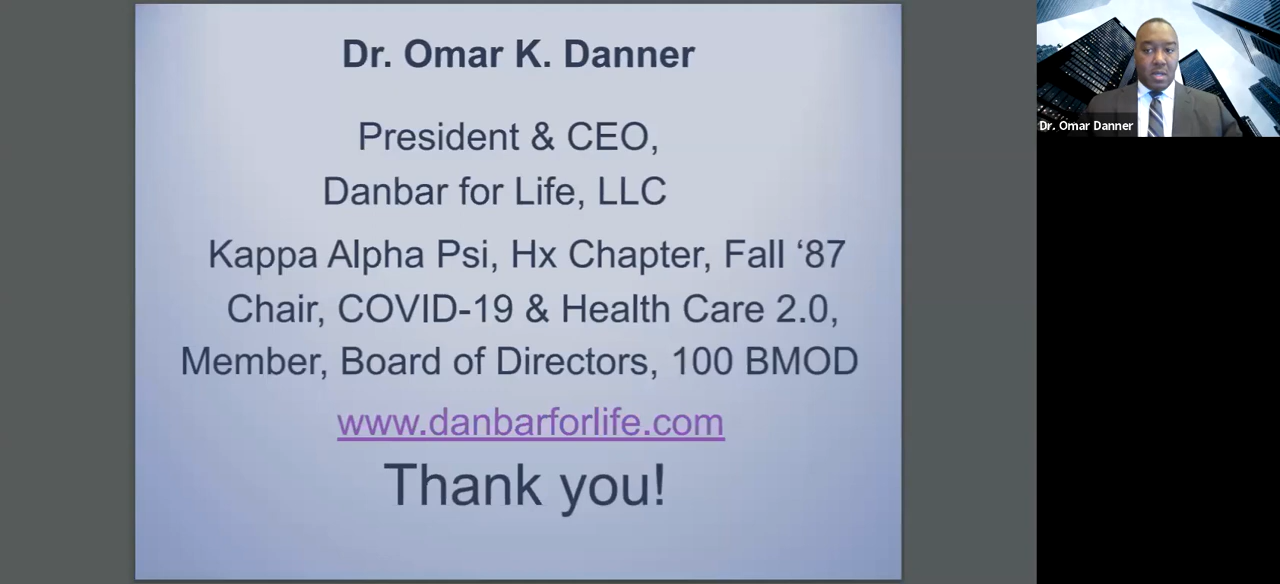 Dr. Omar K. Danner
President & CEO,
Danbar for Life, LLC
Kappa Alpha Psi, Hx Chapter, Fall ‘87
Chair, COVID-19 & Health Care 2.0,
Member, Board of Directors, 100 BMOD
www.danbarforlife.com
Thank you!
Dr. Omar Danner